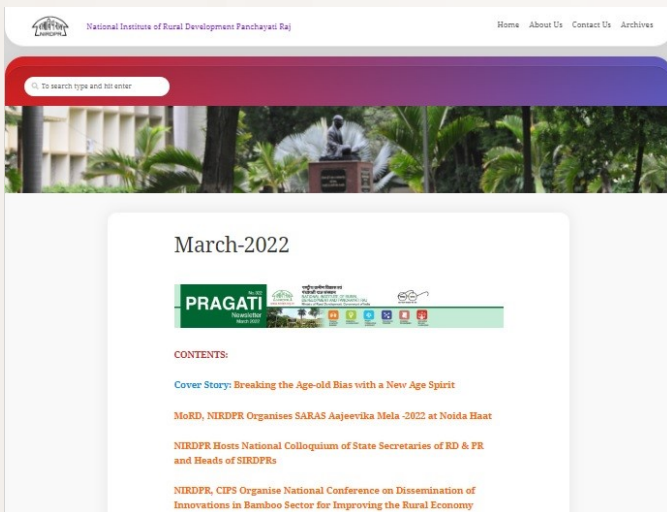 NIRDPR
National Institute of Rural Development Panchayati Raj
Home About Us Contact Us Archives
To search type and hit enter
March-2022
PRAGATI
Newsletter
CONTENTS:
Cover Story: Breaking the Age-old Bias with a New Age Spirit
MoRD, NIRDPR Organises SARAS Aajeevika Mela -2022 at Noida Haat
NIRDPR Hosts National Colloquium of State Secretaries of RD & PR
and Heads of SIRDPRs
NIRDPR, CIPS Organise National Conference on Dissemination of
Innovations in Bamboo Sector for Improving the Rural Economy